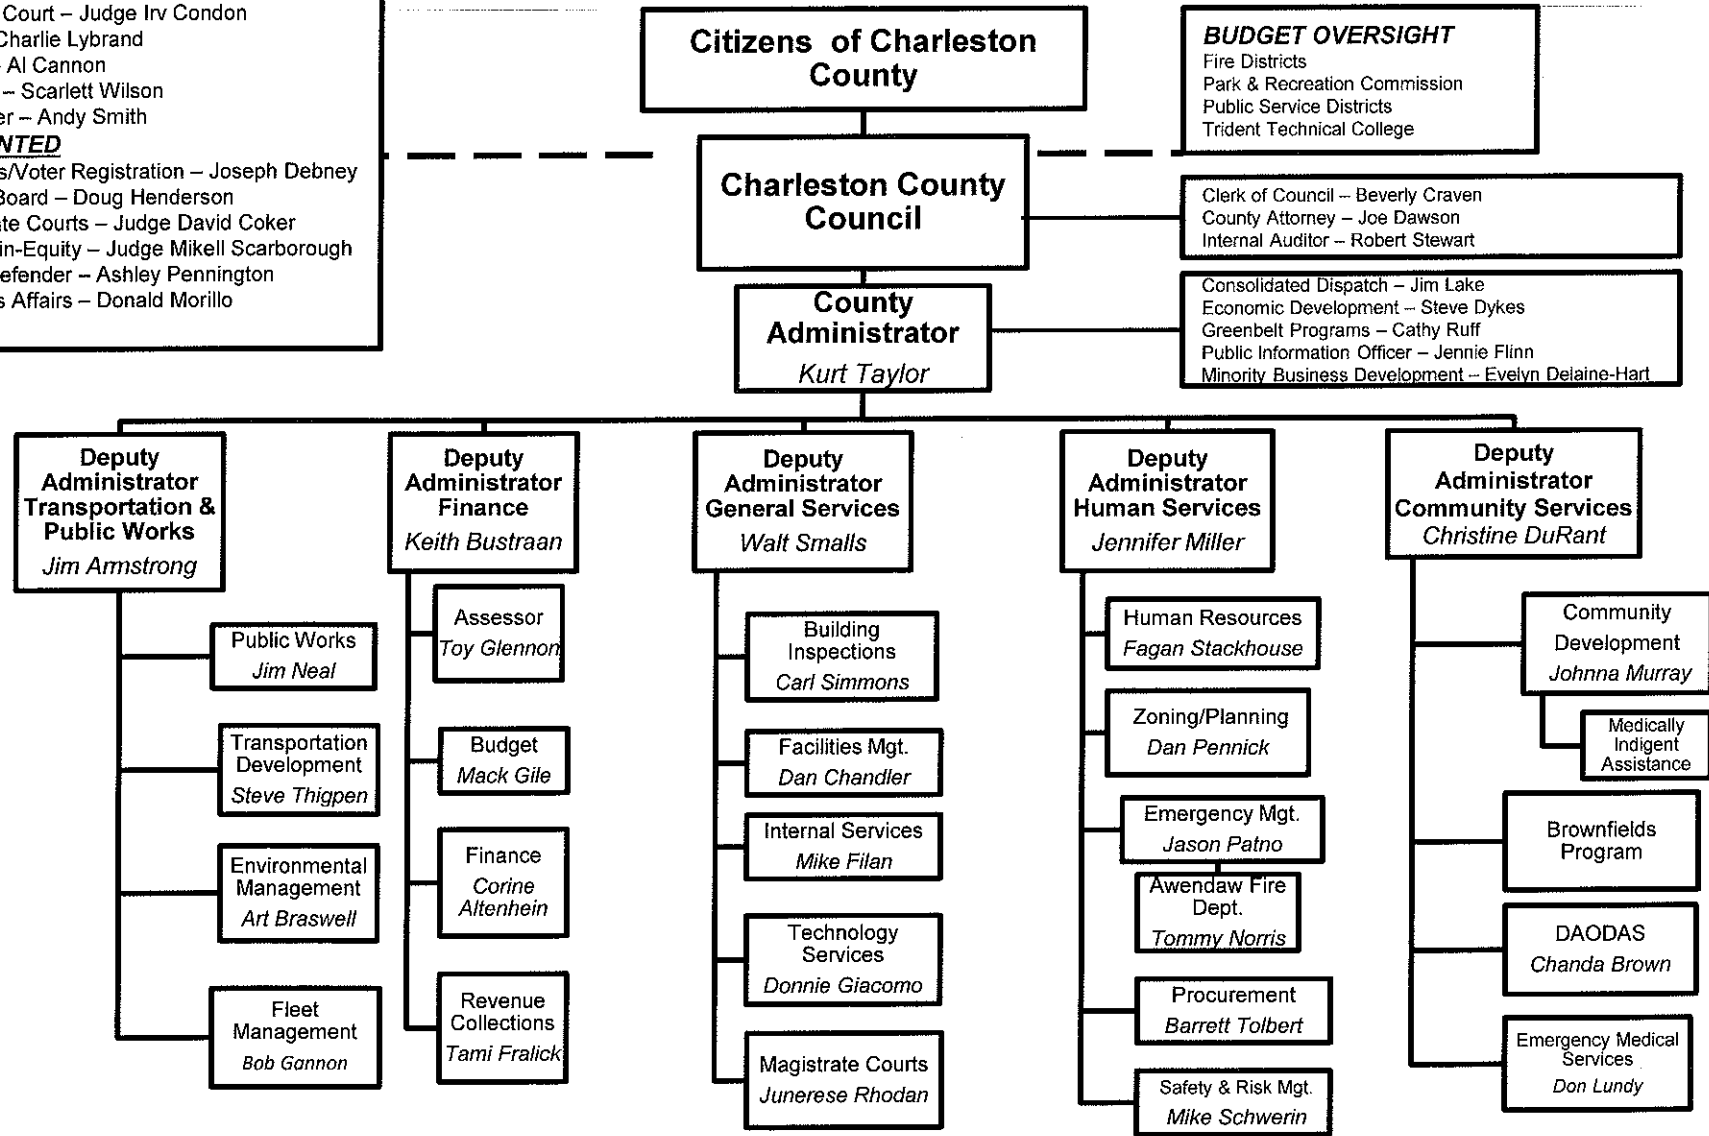 Court – Judge Irv Condon
Charlie Lybrand
Al Cannon
– Scarlett Wilson
– Andy Smith
/Voter Registration – Joseph Debney
Board – Doug Henderson
Courts – Judge David Coker
in-Equity – Judge Mikell Scarborough
– Ashley Pennington
Affairs – Donald Morillo
Citizens of Charleston
County
BUDGET OVERSIGHT
Fire Districts
Park & Recreation Commission
Public Service Districts
Trident Technical College
Charleston County
Council
Clerk of Council – Beverly Craven
County Attorney – Joe Dawson
Internal Auditor – Robert Stewart
County
Administrator
Kurt Taylor
Consolidated Dispatch – Jim Lake
Economic Development – Steve Dykes
Greenbelt Programs – Cathy Ruff
Public Information Officer – Jennie Flinn
Minority Business Development – Evelyn Delaine-Hart
Deputy
Administrator
Transportation &
Public Works
Jim Armstrong
Public Works
Jim Neal
Transportation
Development
Steve Thigpen
Environmental
Management
Art Braswell
Fleet
Management
Bob Gannon
Deputy
Administrator
Finance
Keith Bustraan
Assessor
Toy Glennon
Budget
Mack Gile
Finance
Corine
Altenhein
Revenue
Collections
Tami Fralick
Deputy
Administrator
General Services
Walt Smalls
Building
Inspections
Carl Simmons
Facilities Mgt.
Dan Chandler
Internal Services
Mike Filan
Technology
Services
Donnie Giacomo
Magistrate Courts
Junerese Rhodan
Deputy
Administrator
Human Services
Jennifer Miller
Human Resources
Fagan Stackhouse
Zoning/Planning
Dan Pennick
Emergency Mgt.
Jason Patno
Awendaw Fire
Dept.
Tommy Norris
Procurement
Barrett Tolbert
Safety & Risk Mgt.
Mike Schwerin
Deputy
Administrator
Community Services
Christine DuRant
Community
Development
Johnna Murray
Medically
Indigent
Assistance
Brownfields
Program
DAODAS
Chanda Brown
Emergency Medical
Services
Don Lundy